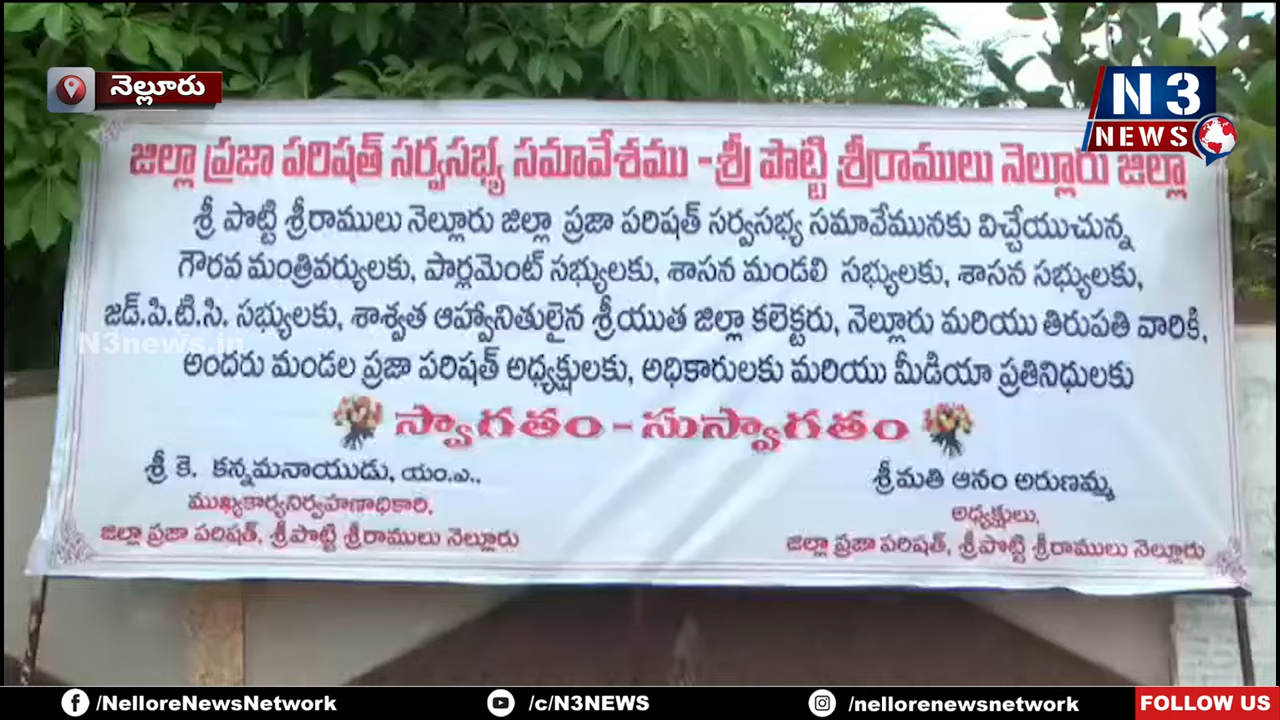 నెల్లూరు
N3 NEWS
జిల్లా ప్రజా పరిషత్ సర్వసభ్య సమావేశము -శ్రీ పొట్టి శ్రీరాములు నెల్లూరు జిల్లా
శ్రీ పొట్టి శ్రీరాములు నెల్లూరు జిల్లా ప్రజా పరిషత్ సర్వసభ్య సమావేమునకు విచ్చేయుచున్న
గౌరవ మంత్రివర్యులకు, పార్లమెంట్ సభ్యులకు, శాసన మండలి సభ్యులకు, శాసన సభ్యులకు,
జడ్.పి.టి.సి. సభ్యులకు, శాశ్వత ఆహ్వానితులైన శ్రీయుత జిల్లా కలెక్టరు, నెల్లూరు మరియు తిరుపతి వారికి,
N3news.in
అందరు మండల ప్రజా పరిషత్ అధ్యక్షులకు, అధికారులకు మరియు మీడియా ప్రతినిధులకు
స్వాగతం - సుస్వాగతం
శ్రీ కె. కన్నమనాయుడు, యం.ఎ..
ముఖ్యకార్యనిర్వహణాధికారి,
జిల్లా ప్రజా పరిషత్, శ్రీపొట్టి శ్రీరాములు నెల్లూరు
శ్రీమతి ఆనం అరుణమ్మ
అధ్యక్షులు,
జిల్లా ప్రజా పరిషత్, శ్రీపొట్టి శ్రీరాములు నెల్లూరు
/NelloreNewsNetwork
/c/N3NEWS
/nellorenewsnetwork
FOLLOW US